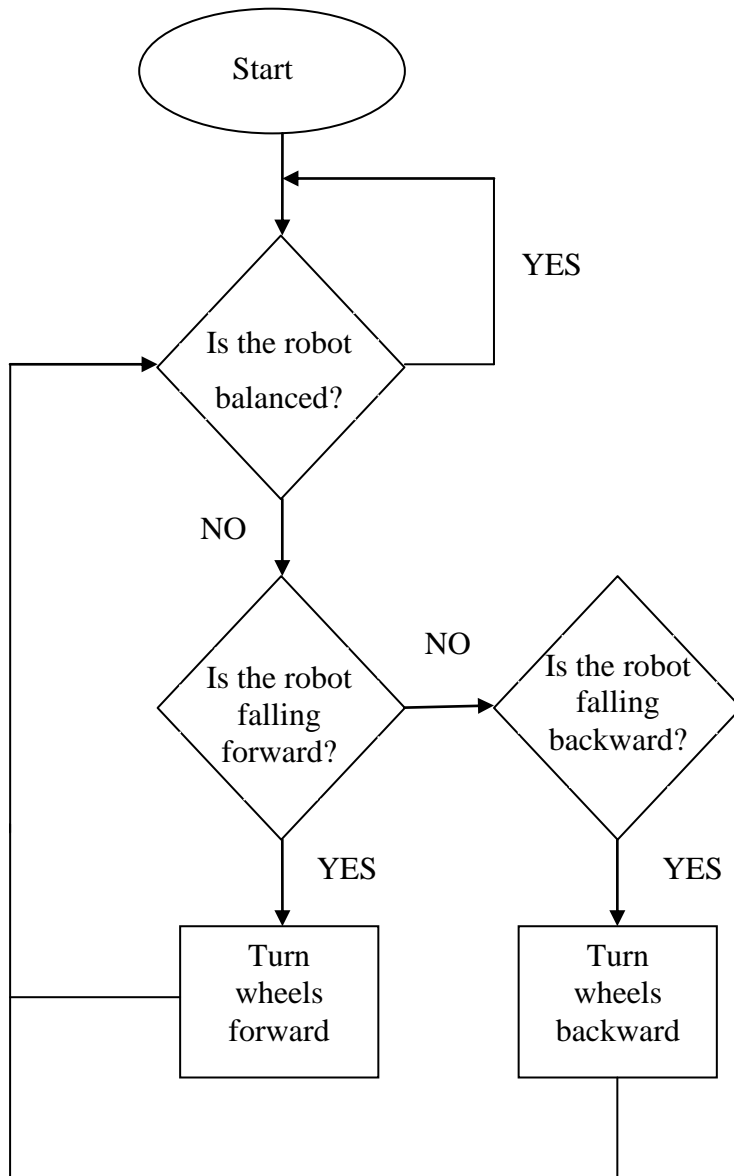 Start
YES
Is the robot
balanced?
NO
NO
Is the robot
falling
forward?
Is the robot
falling
backward?
YES
YES
Turn
wheels
forward
Turn
wheels
backward